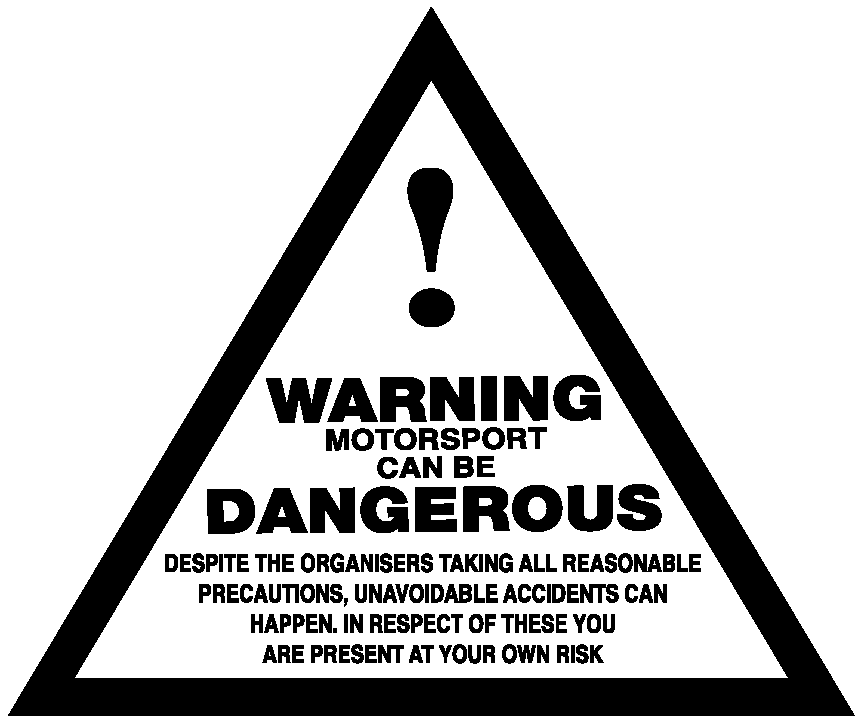 !
WARNING
MOTORSPORT
CAN BE
DANGEROUS
DESPITE THE ORGANISERS TAKING ALL REASONABLE
PRECAUTIONS, UNAVOIDABLE ACCIDENTS CAN
HAPPEN. IN RESPECT OF THESE YOU
ARE PRESENT AT YOUR OWN RISK